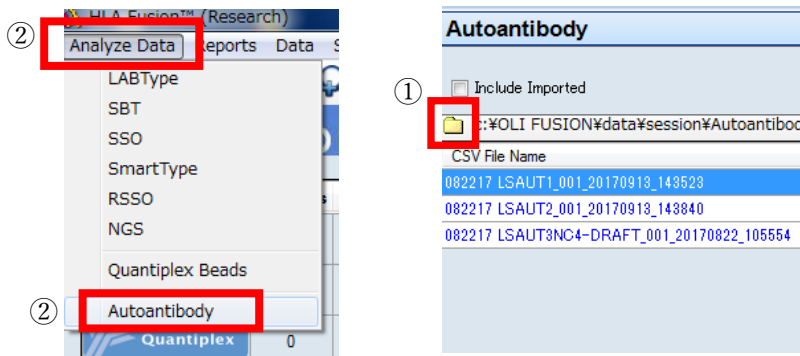 HLA Fusion™ (Research)
②
Analyze Data
Reports
Data
S
LABType
SBT
SSO
SmartType
RSSO
NGS
Quantiplex Beads
②
Autoantibody
Quantiplex
0
Autoantibody
Include Imported
①
c:¥OLI FUSION¥data¥session¥Autoantiboc
CSV File Name
082217 LSAUT1_001_20170913_143523
082217 LSAUT2_001_20170913_143840
082217 LSAUT3NC4-DRAFT_001_20170822_105554